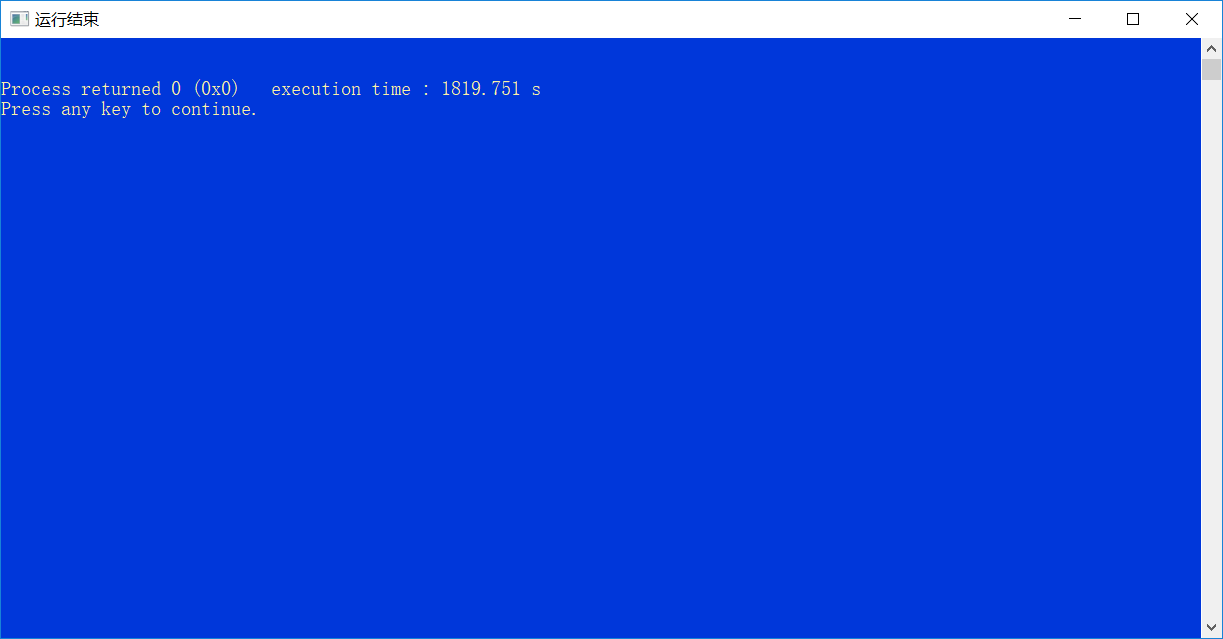 运行结束
Process returned 0 (0x0)   execution time : 1819.751 s
Press any key to continue.